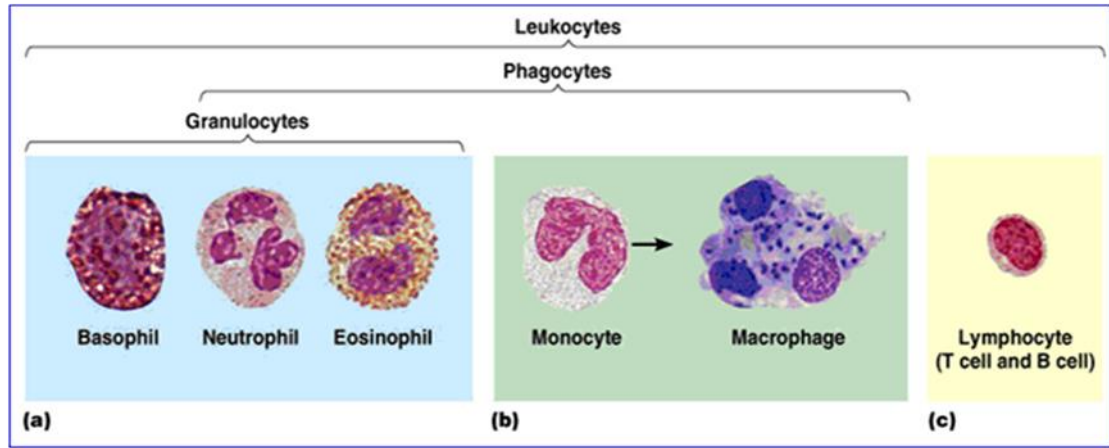 Leukocytes
Phagocytes
Granulocytes
Basophil
Neutrophil
Eosinophil
Monocyte
Macrophage
Lymphocyte
(T cell and B cell)
(a)
(b)
(c)